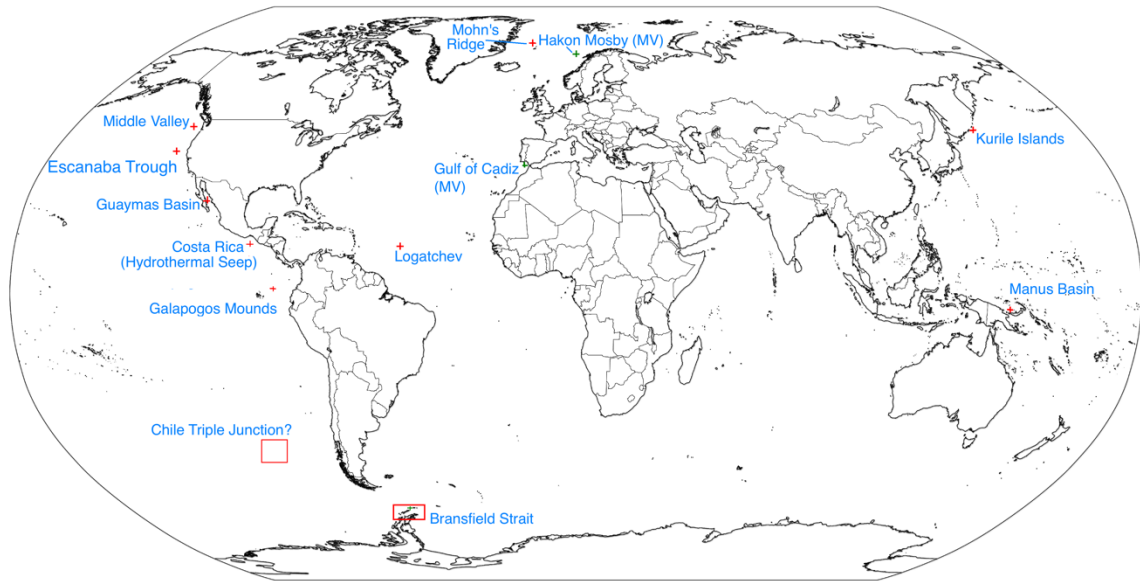 Mohn's
Ridge
Hakon Mosby (MV)
Middle Valley
Kurile Islands
Escanaba Trough
Gulf of Cadiz
(MV)
Guaymas Basin
Costa Rica
(Hydrothermal Seep)
Logatchev
Manus Basin
Galapogos Mounds
Chile Triple Junction?
Bransfield Strait